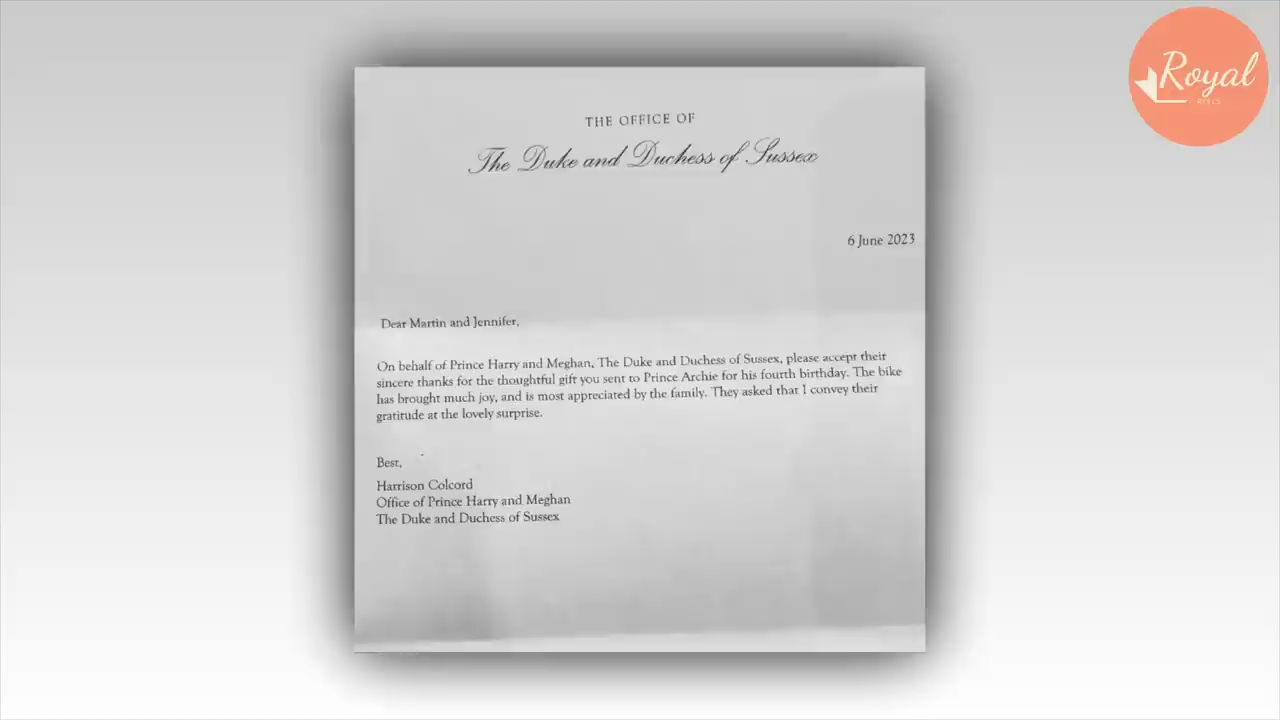 Royal
THE OFFICE OF
The Duke and Duchess of Sussex
6 June 2023
Dear Martin and Jennifer,
On behalf of Prince Harry and Meghan, The Duke and Duchess of Sussex, please accept their
sincere thanks for the thoughtful gift you sent to Prince Archie for his fourth birthday. The bike
has brought much joy, and is most appreciated by the family. They asked that I convey their
gratitude at the lovely surprise.
Best,
Harrison Colcord
Office of Prince Harry and Meghan
The Duke and Duchess of Sussex